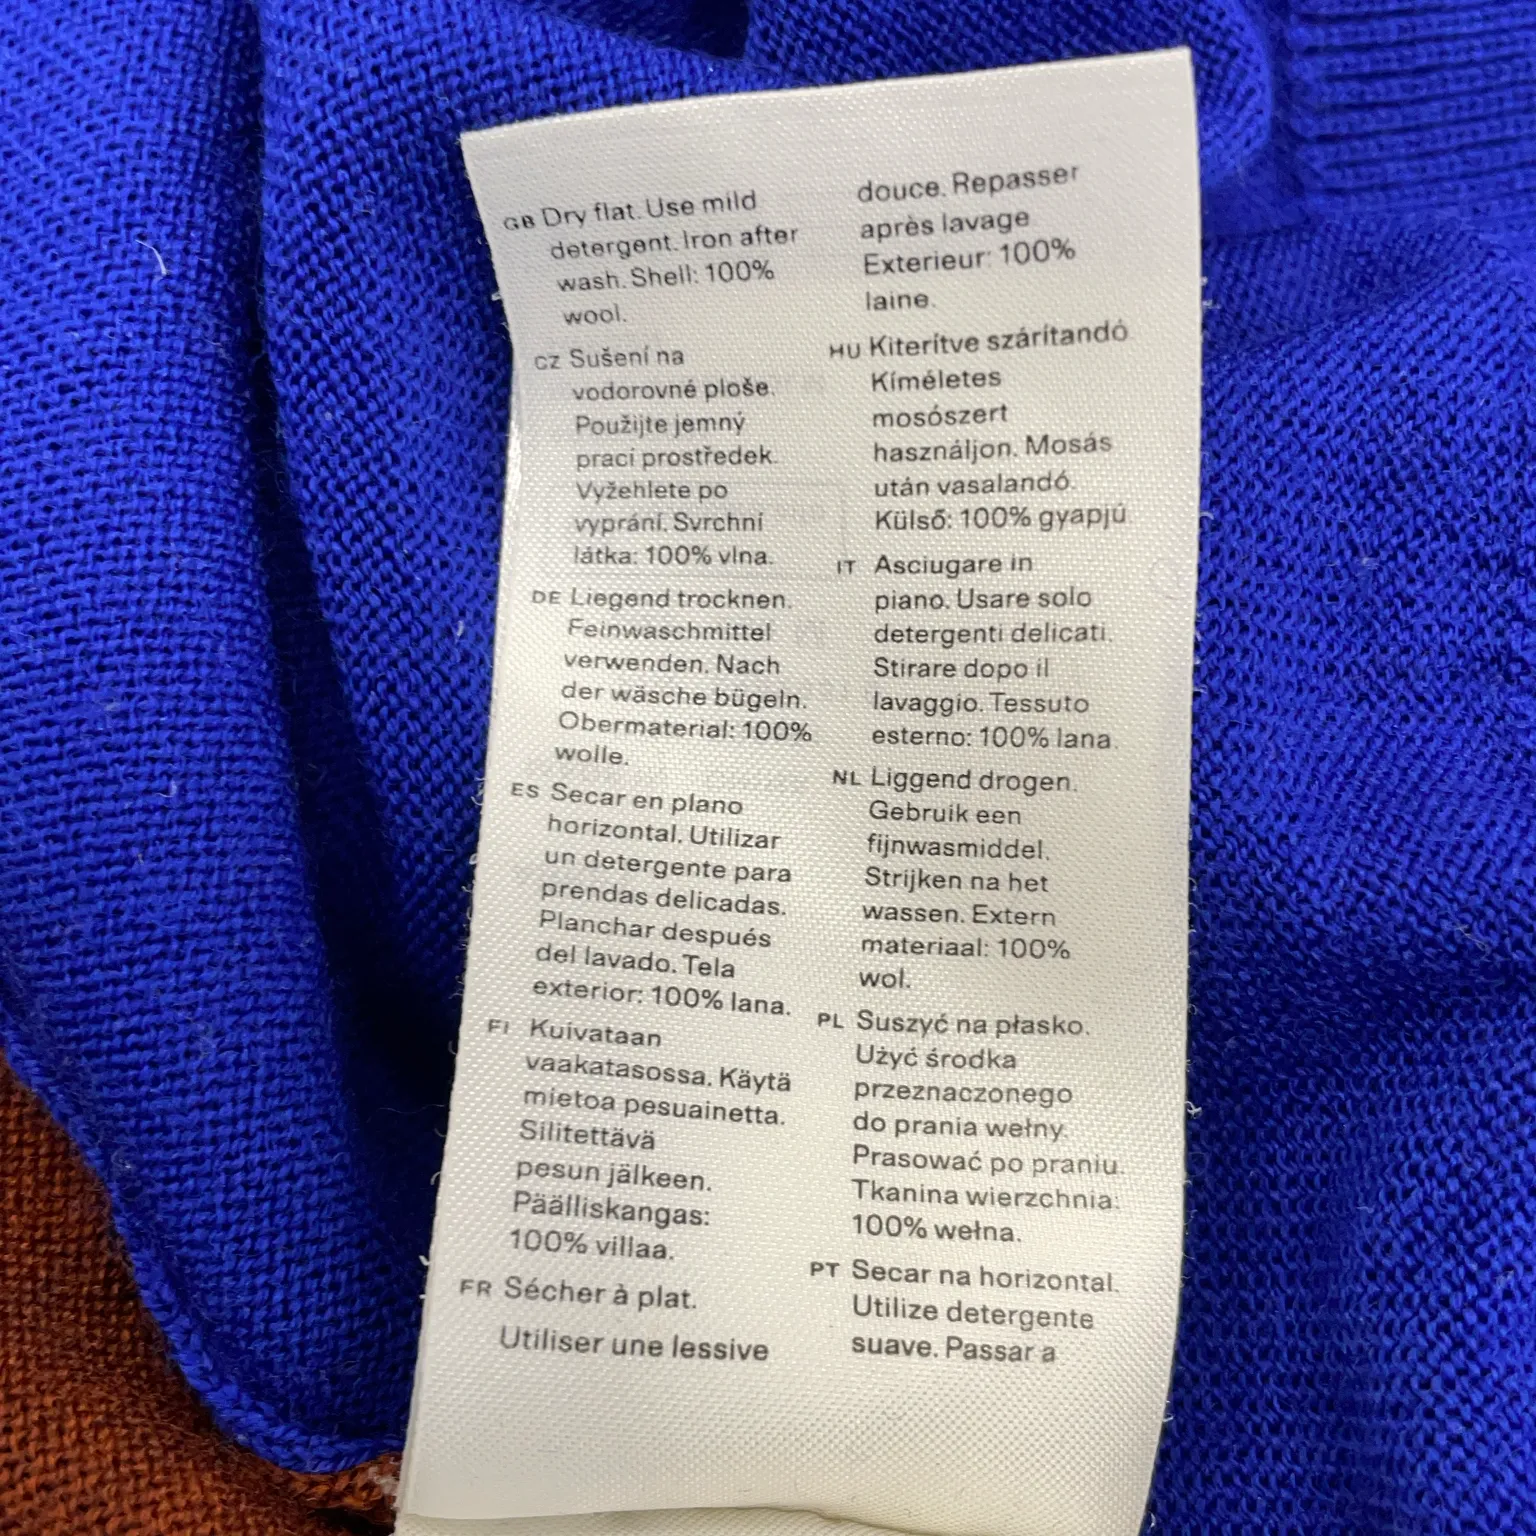 GB Dry flat. Use mild
detergent. Iron after
wash. Shell: 100%
wool.
CZ Sušení na
vodorovné ploše.
Použijte jemný
prací prostředek.
Vyžehlete po
vyprání. Svrchní
látka: 100% vlna.
DE Liegend trocknen.
Feinwaschmittel
verwenden. Nach
der wäsche bügeln.
Obermaterial: 100%
wolle.
ES Secar en plano
horizontal. Utilizar
un detergente para
prendas delicadas.
Planchar después
del lavado. Tela
exterior: 100% lana.
FI Kuivataan
vaakatasossa. Käytä
mietoa pesuainetta.
Silitettävä
pesun jälkeen.
Päälliskangas:
100% villaa.
FR Sécher à plat.
Utiliser une lessive
douce. Repasser
après lavage
Exterieur: 100%
laine.
HU Kiterítve szárítandó
Kíméletes
mosószert
használjon. Mosás
után vasalandó.
Külső: 100% gyapjú
IT Asciugare in
piano. Usare solo
detergenti delicati.
Stirare dopo il
lavaggio. Tessuto
esterno: 100% lana.
NL Liggend drogen.
Gebruik een
fijnwasmiddel.
Strijken na het
wassen. Extern
materiaal: 100%
wol.
PL Suszyć na płasko.
Użyć środka
przeznaczonego
do prania wełny.
Prasować po praniu.
Tkanina wierzchnia:
100% wełna.
PT Secar na horizontal.
Utilize detergente
suave. Passar a